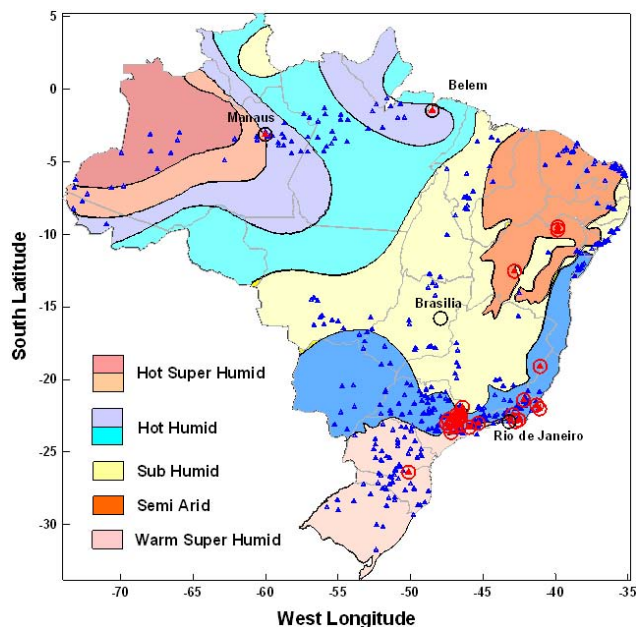 5
0
-5
-10
-15
-20
-25
-30
South Latitude
Belem
Manaus
Brasilia
Rio de Janeiro
Hot Super Humid
Hot Humid
Sub Humid
Semi Arid
Warm Super Humid
-70 -65 -60 -55 -50 -45 -40 -35
West Longitude